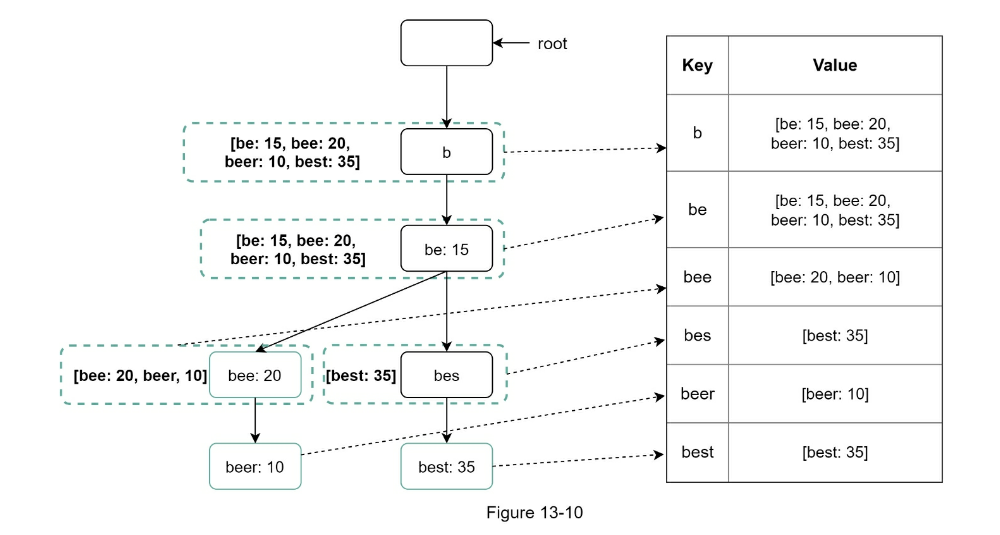 root
b
[be: 15, bee: 20,
beer: 10, best: 35]
be: 15
[be: 15, bee: 20,
beer: 10, best: 35]
[bee: 20, beer, 10]
bee: 20
[best: 35]
bes
beer: 10
best: 35
Key Value
b [be: 15, bee: 20,
beer: 10, best: 35]
be [be: 15, bee: 20,
beer: 10, best: 35]
bee [bee: 20, beer: 10]
bes [best: 35]
beer [beer: 10]
best [best: 35]
Figure 13-10